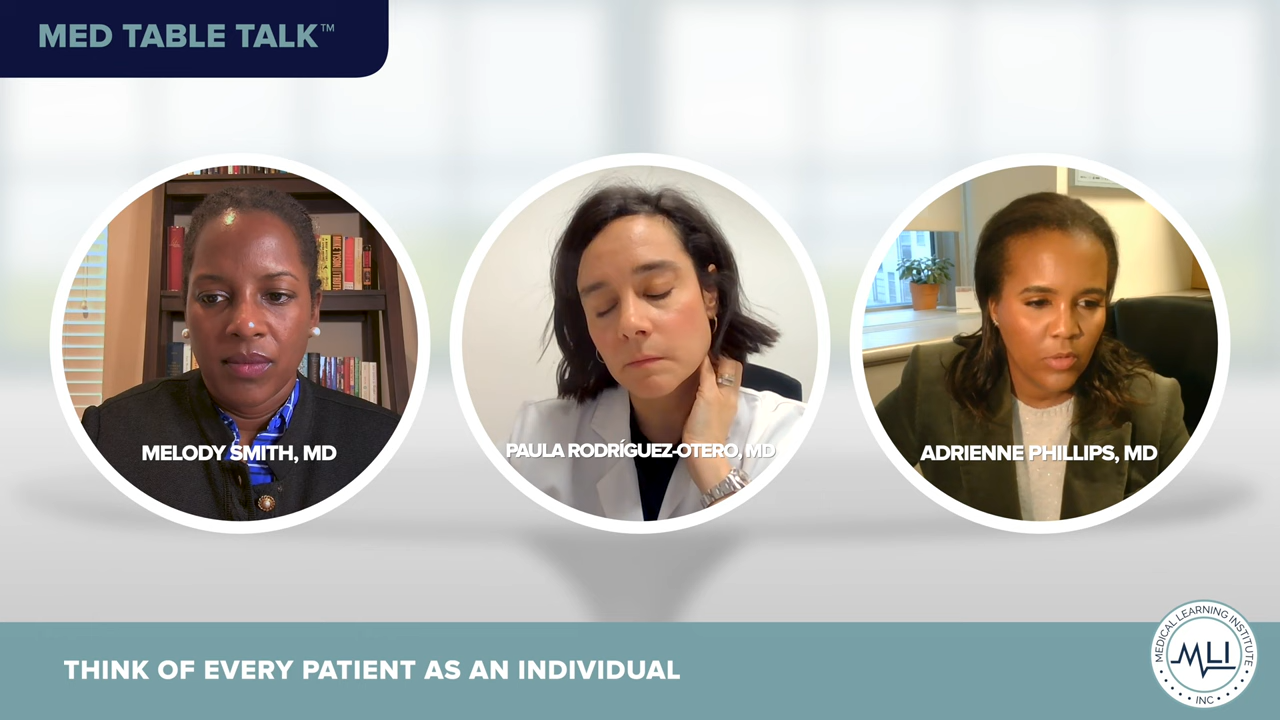 MED TABLE TALK™
MELODY SMITH, MD
PAULA RODRÍGUEZ-OTERO, MD
ADRIENNE PHILLIPS, MD
THINK OF EVERY PATIENT AS AN INDIVIDUAL
MEDICAL LEARNING INSTITUTE
MLI
INC